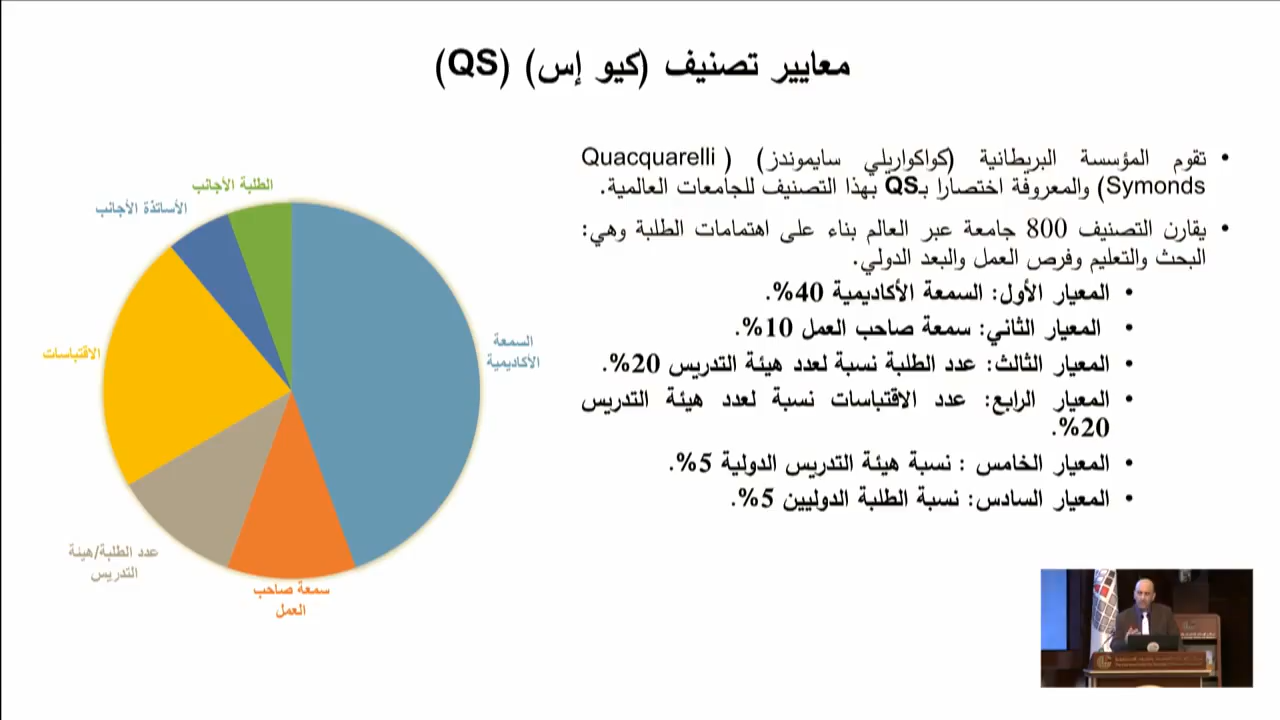 معايير تصنيف (كيو إس) (QS)
• تقوم المؤسسة البريطانية (كواكواريلي سايموندز) ( Quacquarelli
Symonds) والمعروفة اختصارا بـQS بهذا التصنيف للجامعات العالمية.
• يقارن التصنيف 800 جامعة عبر العالم بناء على اهتمامات الطلبة وهي:
البحث والتعليم وفرص العمل والبعد الدولي.
• المعيار الأول: السمعة الأكاديمية 40%.
• المعيار الثاني: سمعة صاحب العمل 10%.
• المعيار الثالث: عدد الطلبة نسبة لعدد هيئة التدريس 20%.
• المعيار الرابع: عدد الاقتباسات نسبة لعدد هيئة التدريس
20%.
• المعيار الخامس : نسبة هيئة التدريس الدولية 5%.
• المعيار السادس: نسبة الطلبة الدوليين 5%.
الطلبة الأجانب
الأساتذة الأجانب
السمعة
الأكاديمية
الاقتباسات
عدد الطلبة/هيئة
التدريس
سمعة صاحب
العمل